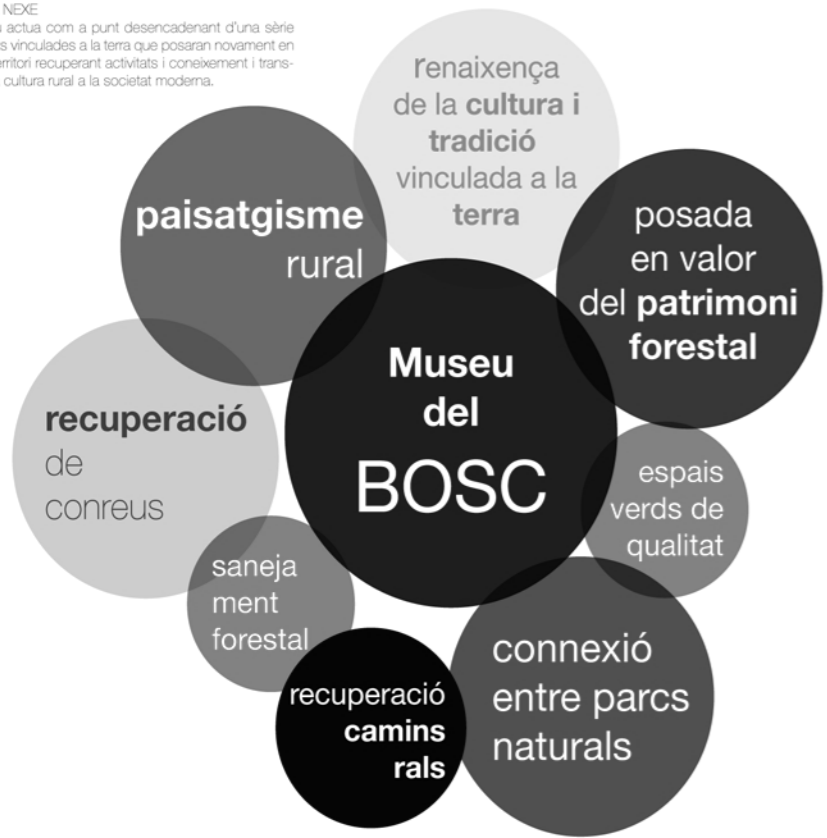 NEXE
actua com a punt desencadenant d'una sèrie
vinculades a la terra que posaran novament en
recuperant activitats i coneixement i trans-
cultura rural a la societat moderna.
renaixença
de la cultura i
tradició
vinculada a la
terra
paisatgisme
rural
posada
en valor
del patrimoni
forestal
Museu
del
BOSC
recuperació
de
conreus
espais
verds de
qualitat
saneja
ment
forestal
connexió
entre parcs
naturals
recuperació
camins
rals